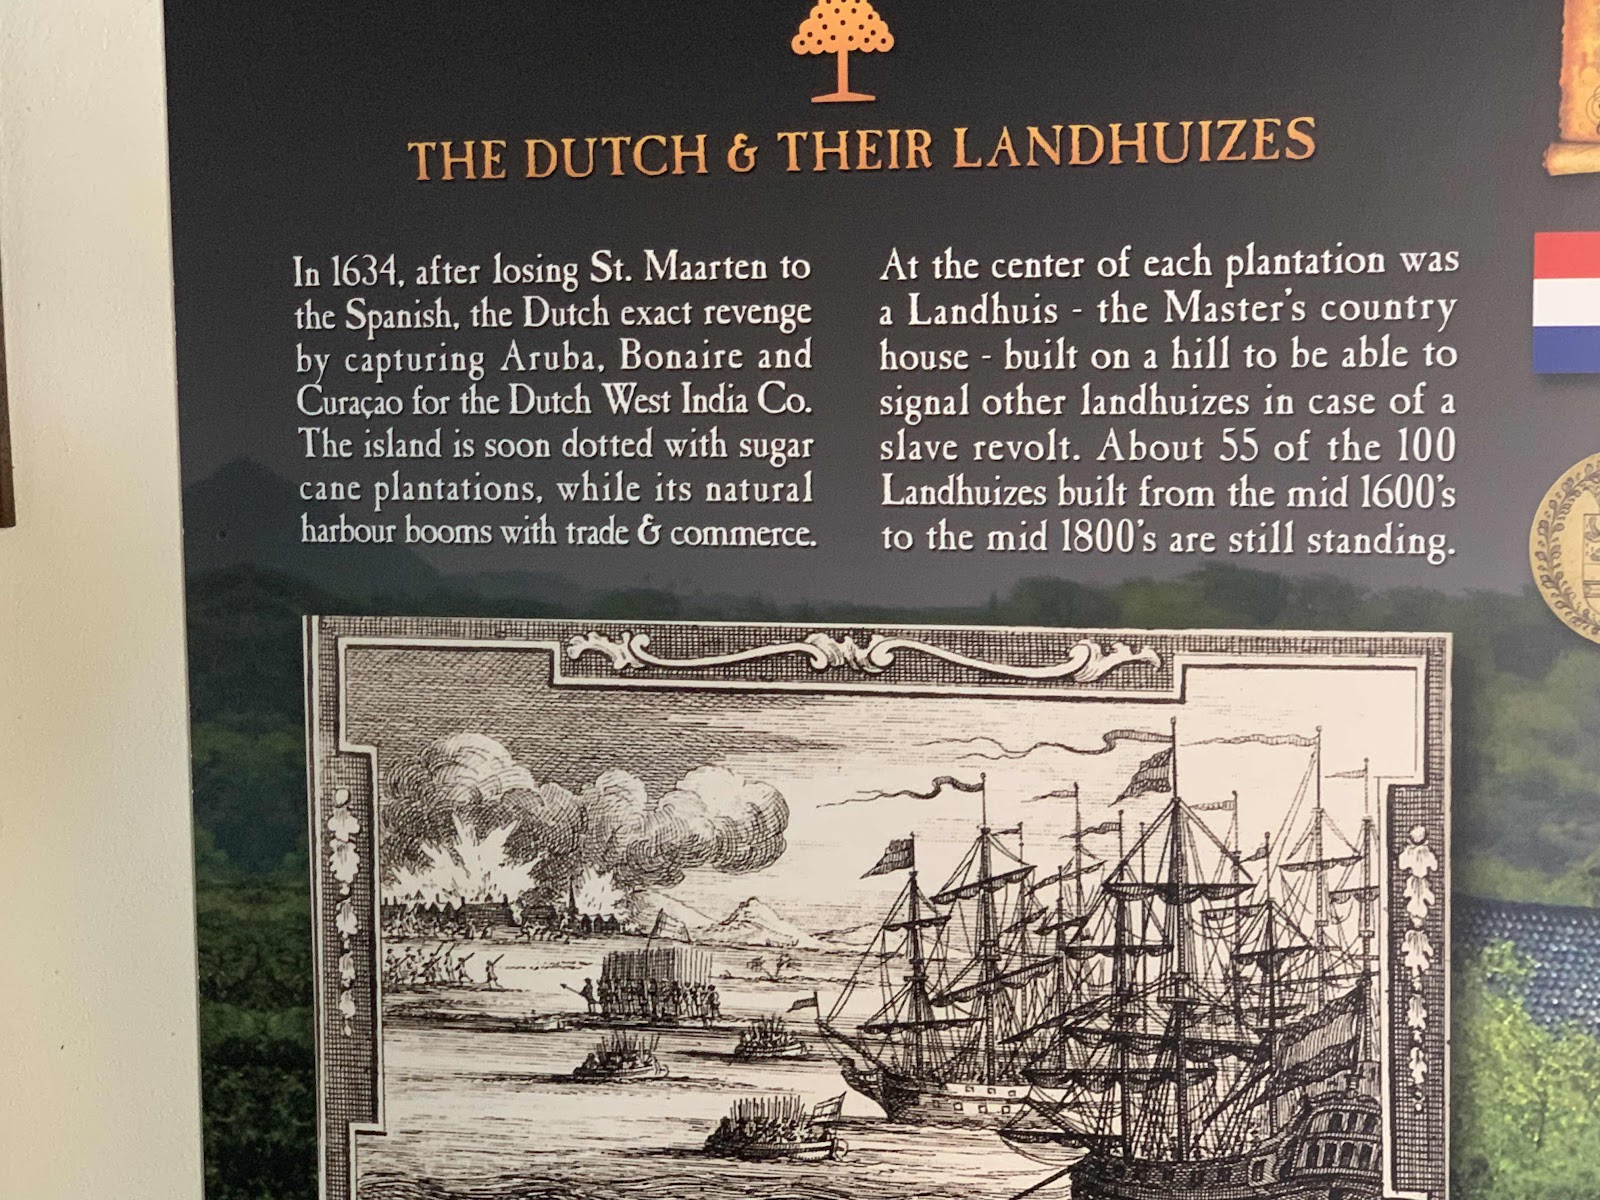 THE DUTCH & THEIR LANDHUIZES
In 1634, after losing St. Maarten to
the Spanish, the Dutch exact revenge
by capturing Aruba, Bonaire and
Curaçao for the Dutch West India Co.
The island is soon dotted with sugar
cane plantations, while its natural
harbour booms with trade & commerce.
At the center of each plantation was
a Landhuis - the Master's country
house - built on a hill to be able to
signal other landhuizes in case of a
slave revolt. About 55 of the 100
Landhuizes built from the mid 1600's
to the mid 1800's are still standing.